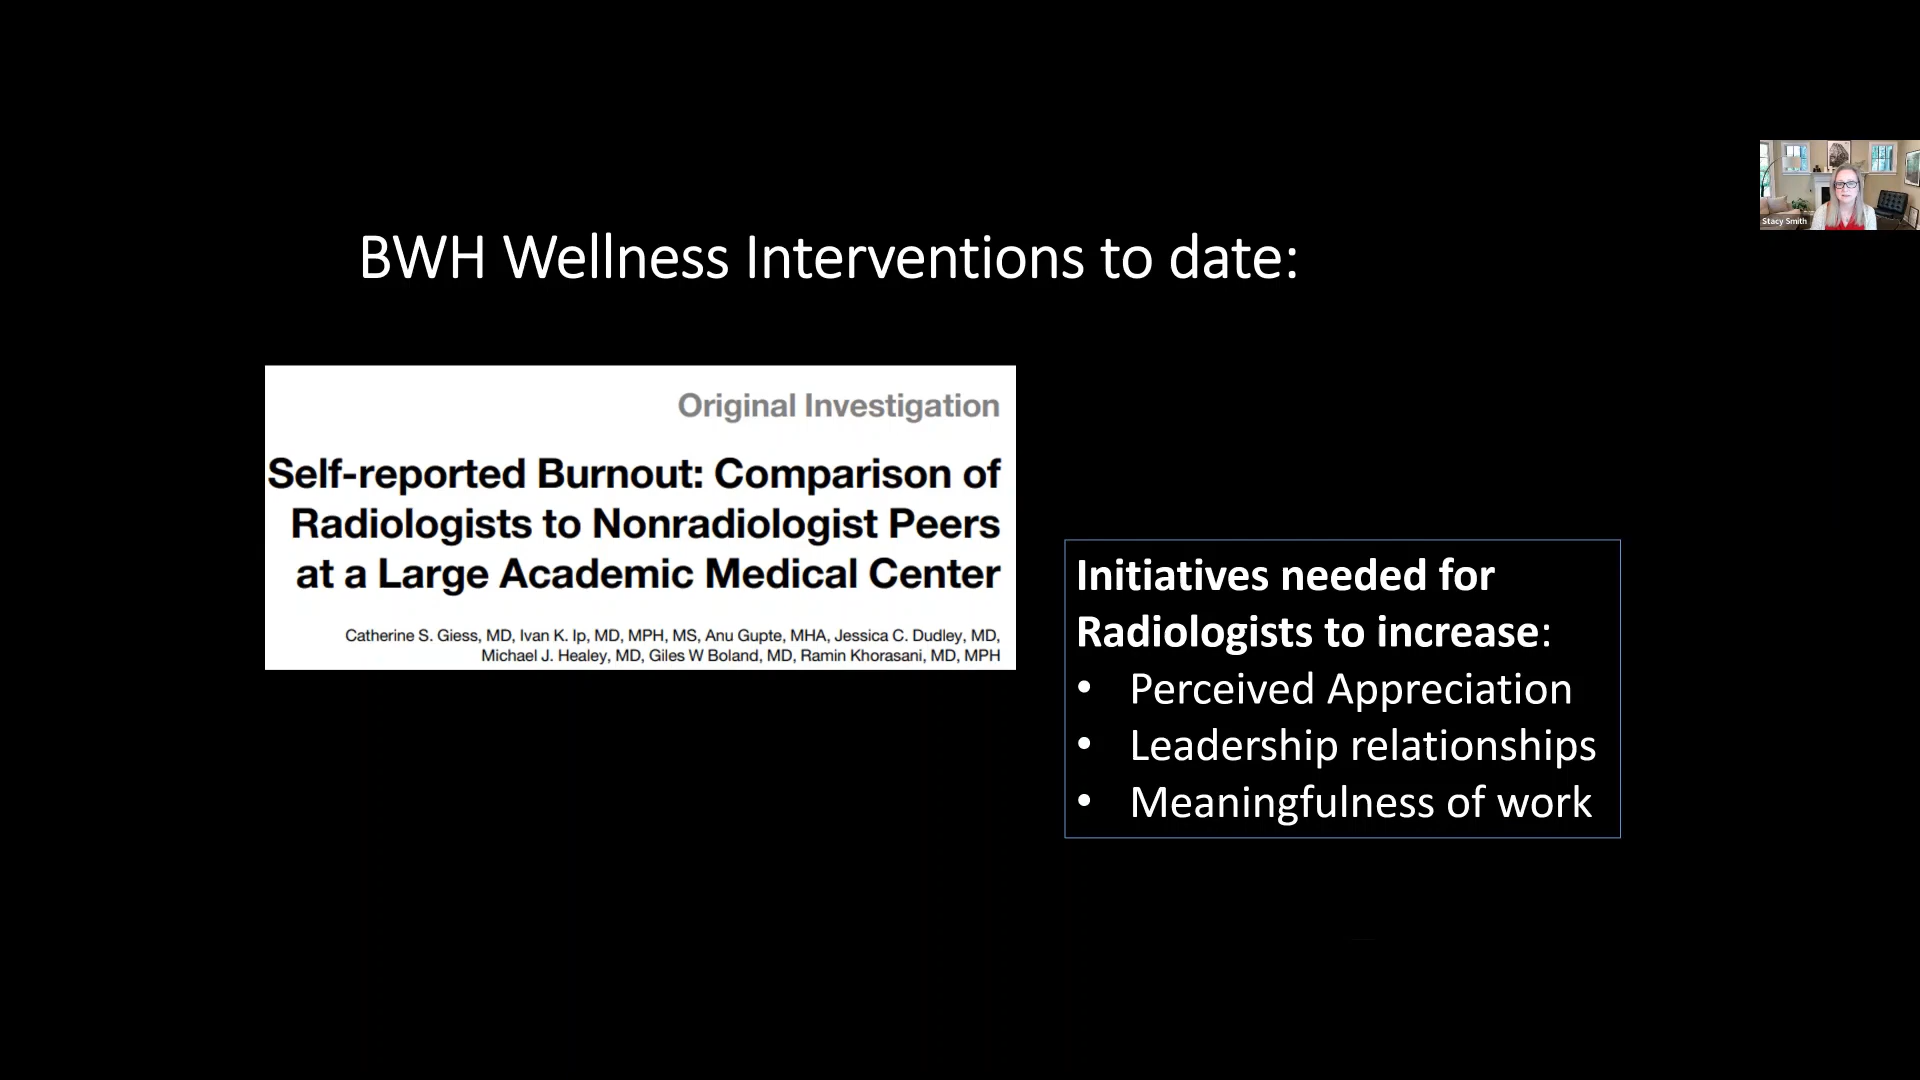 BWH Wellness Interventions to date:
Original Investigation
Self-reported Burnout: Comparison of
Radiologists to Nonradiologist Peers
at a Large Academic Medical Center
Catherine S. Giess, MD, Ivan K. Ip, MD, MPH, MS, Anu Gupte, MHA, Jessica C. Dudley, MD,
Michael J. Healey, MD, Giles W Boland, MD, Ramin Khorasani, MD, MPH
Initiatives needed for
Radiologists to increase:
• Perceived Appreciation
• Leadership relationships
• Meaningfulness of work
Stacy Smith